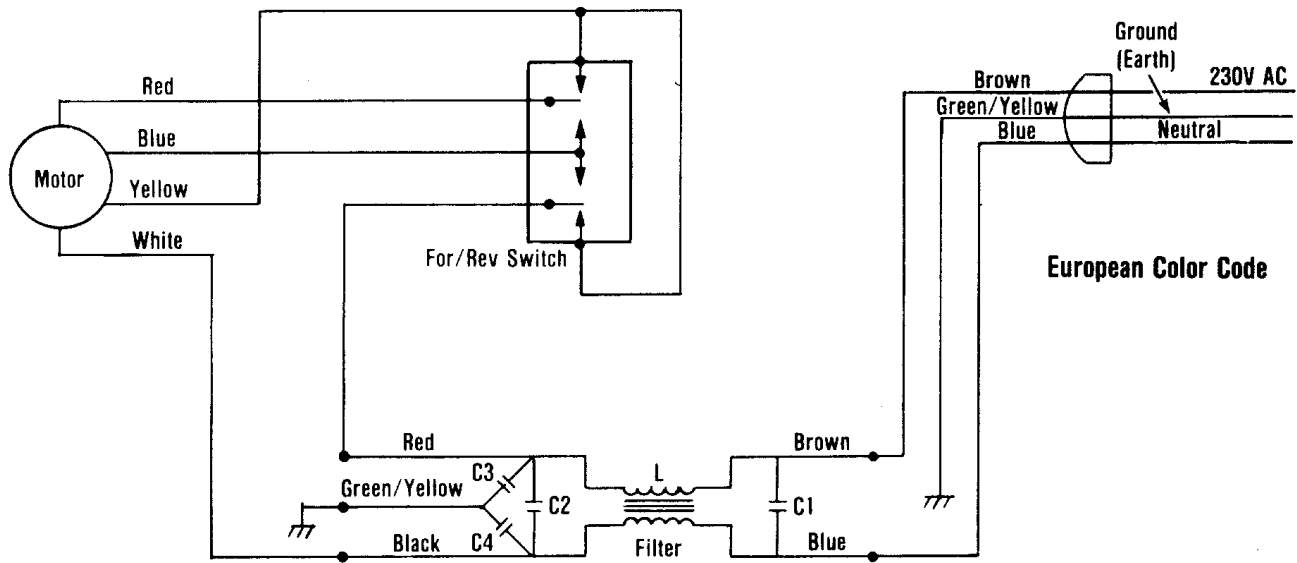 Ground
(Earth)
Brown
230V AC
Green/Yellow
Blue
Neutral
Red
Blue
Motor
Yellow
White
For/Rev Switch
European Color Code
Red
Brown
C3
L
Green/Yellow
C2
C1
C4
Black
Filter
Blue